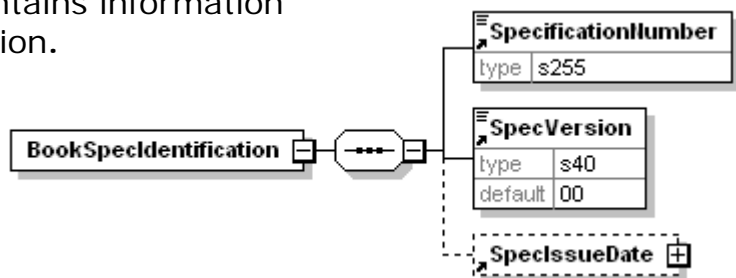 ntains information
ion.
SpecificationNumber
type s255
SpecVersion
type s40
default 00
BookSpecIdentification
SpecIssueDate